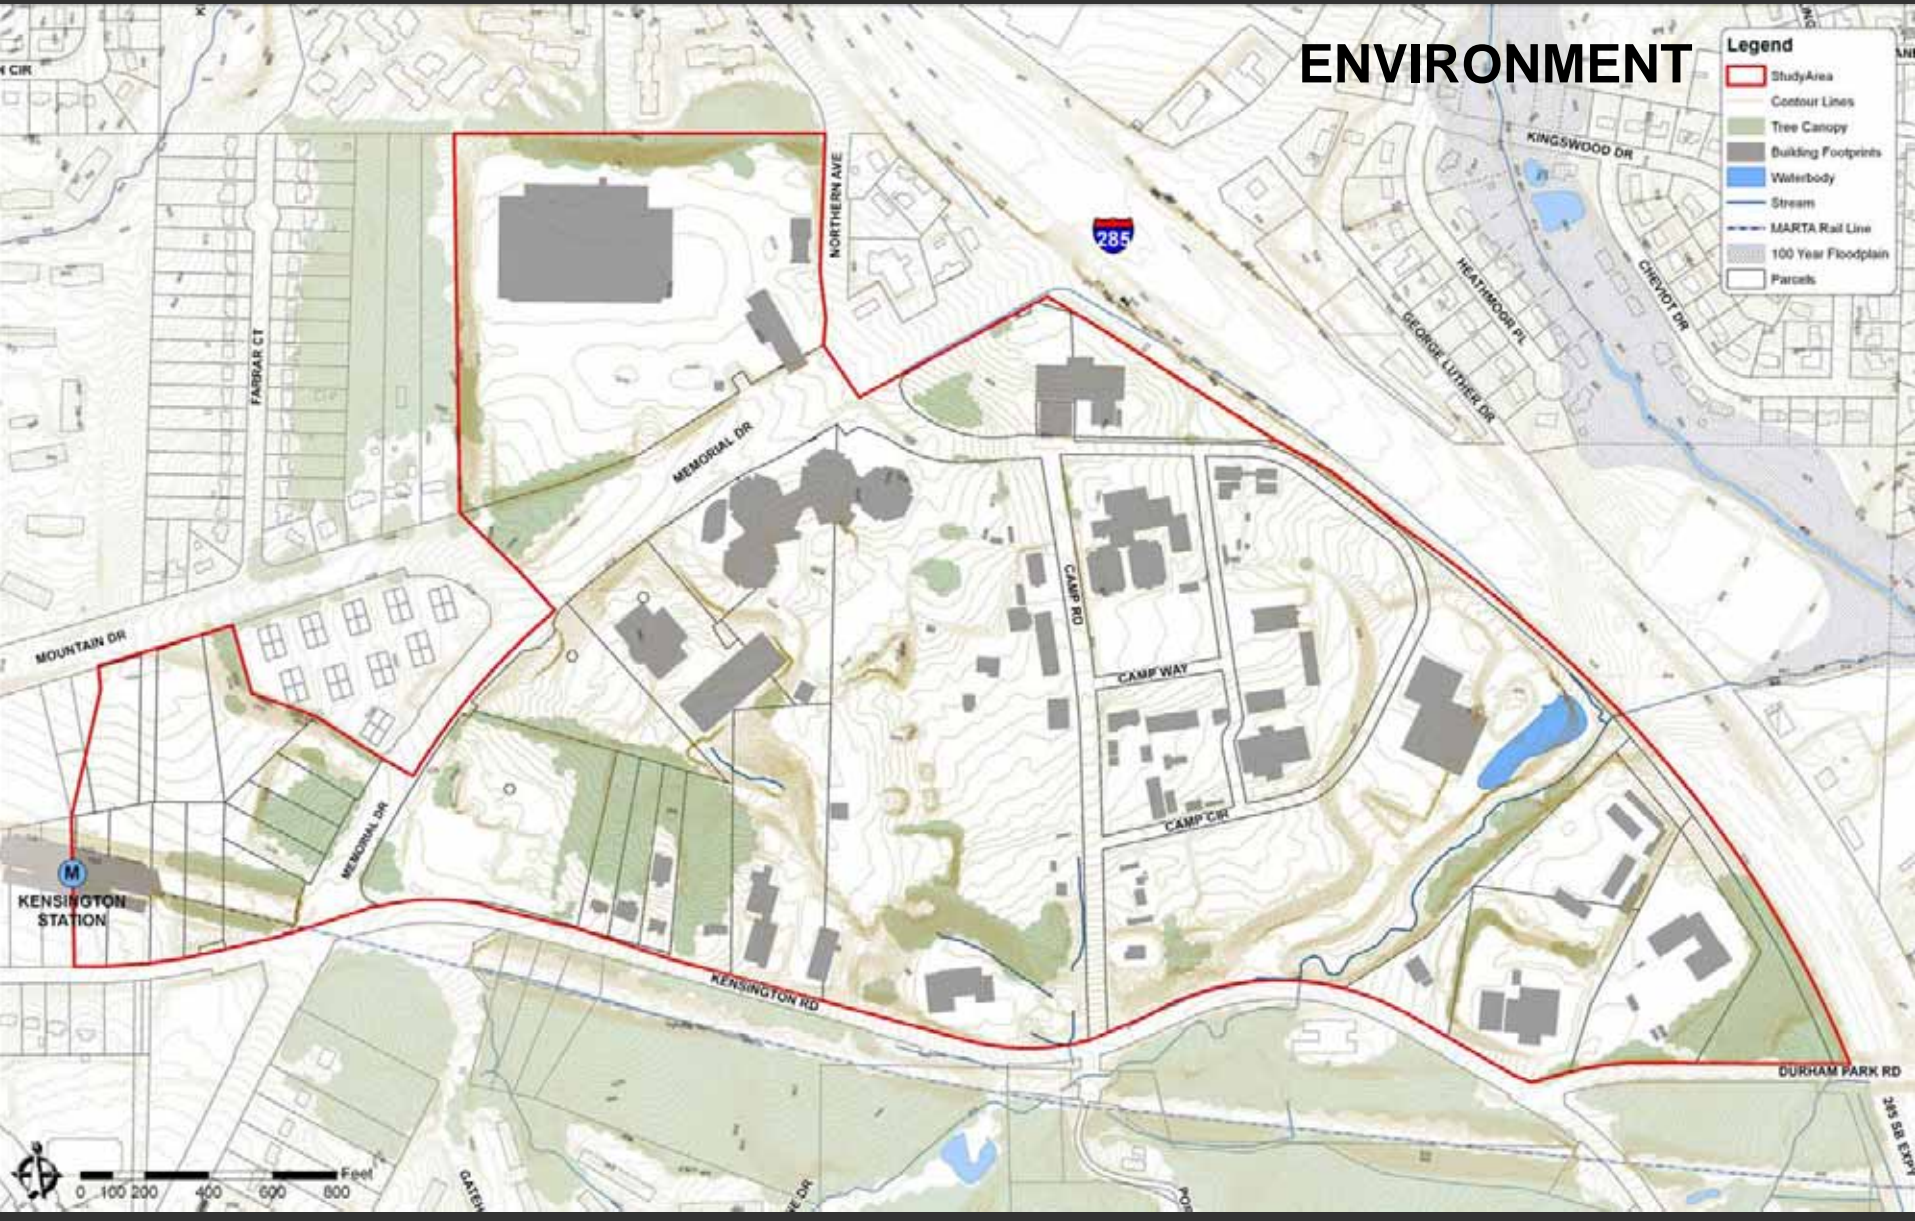 ENVIRONMENT
Legend
StudyArea
Contour Lines
Tree Canopy
Building Footprints
Waterbody
Stream
MARTA Rail Line
100 Year Floodplain
Parcels
N CIR
KINGSWOOD DR
NORTHERN AVE
285
HEATHMOOR PL
CHEVIOT DR
GEORGE LUTHER DR
FARRAR CT
MEMORIAL DR
CAMP RD
MOUNTAIN DR
CAMP WAY
CAMP CIR
MEMORIAL DR
M
KENSINGTON
STATION
KENSINGTON RD
DURHAM PARK RD
285 SB EXPY
Feet
0 100 200 400 600 800